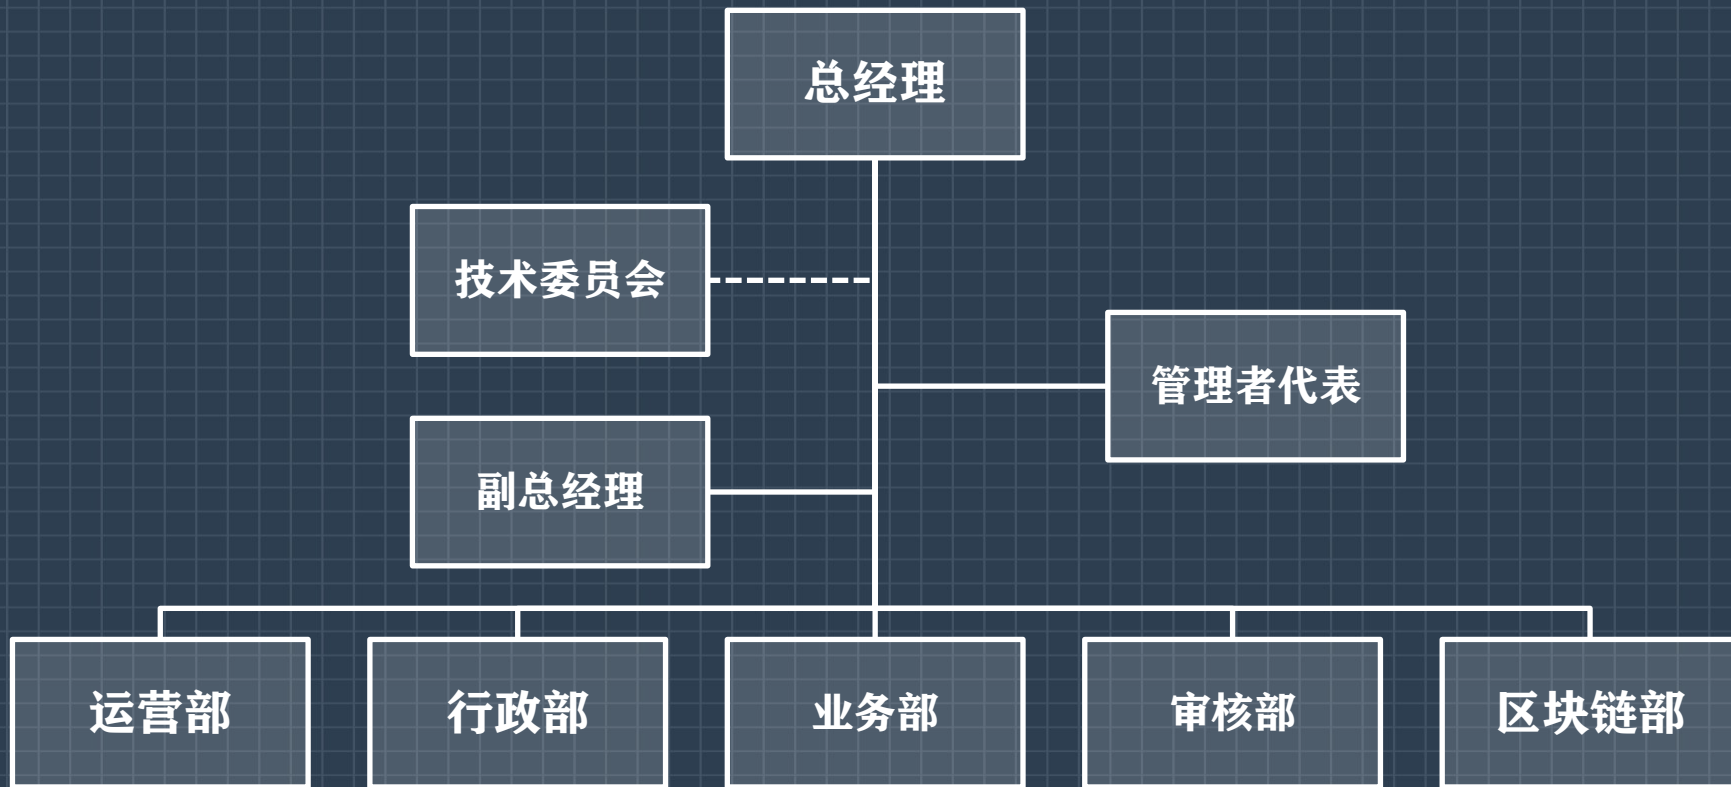 总经理
技术委员会
管理者代表
副总经理
运营部
行政部
业务部
审核部
区块链部